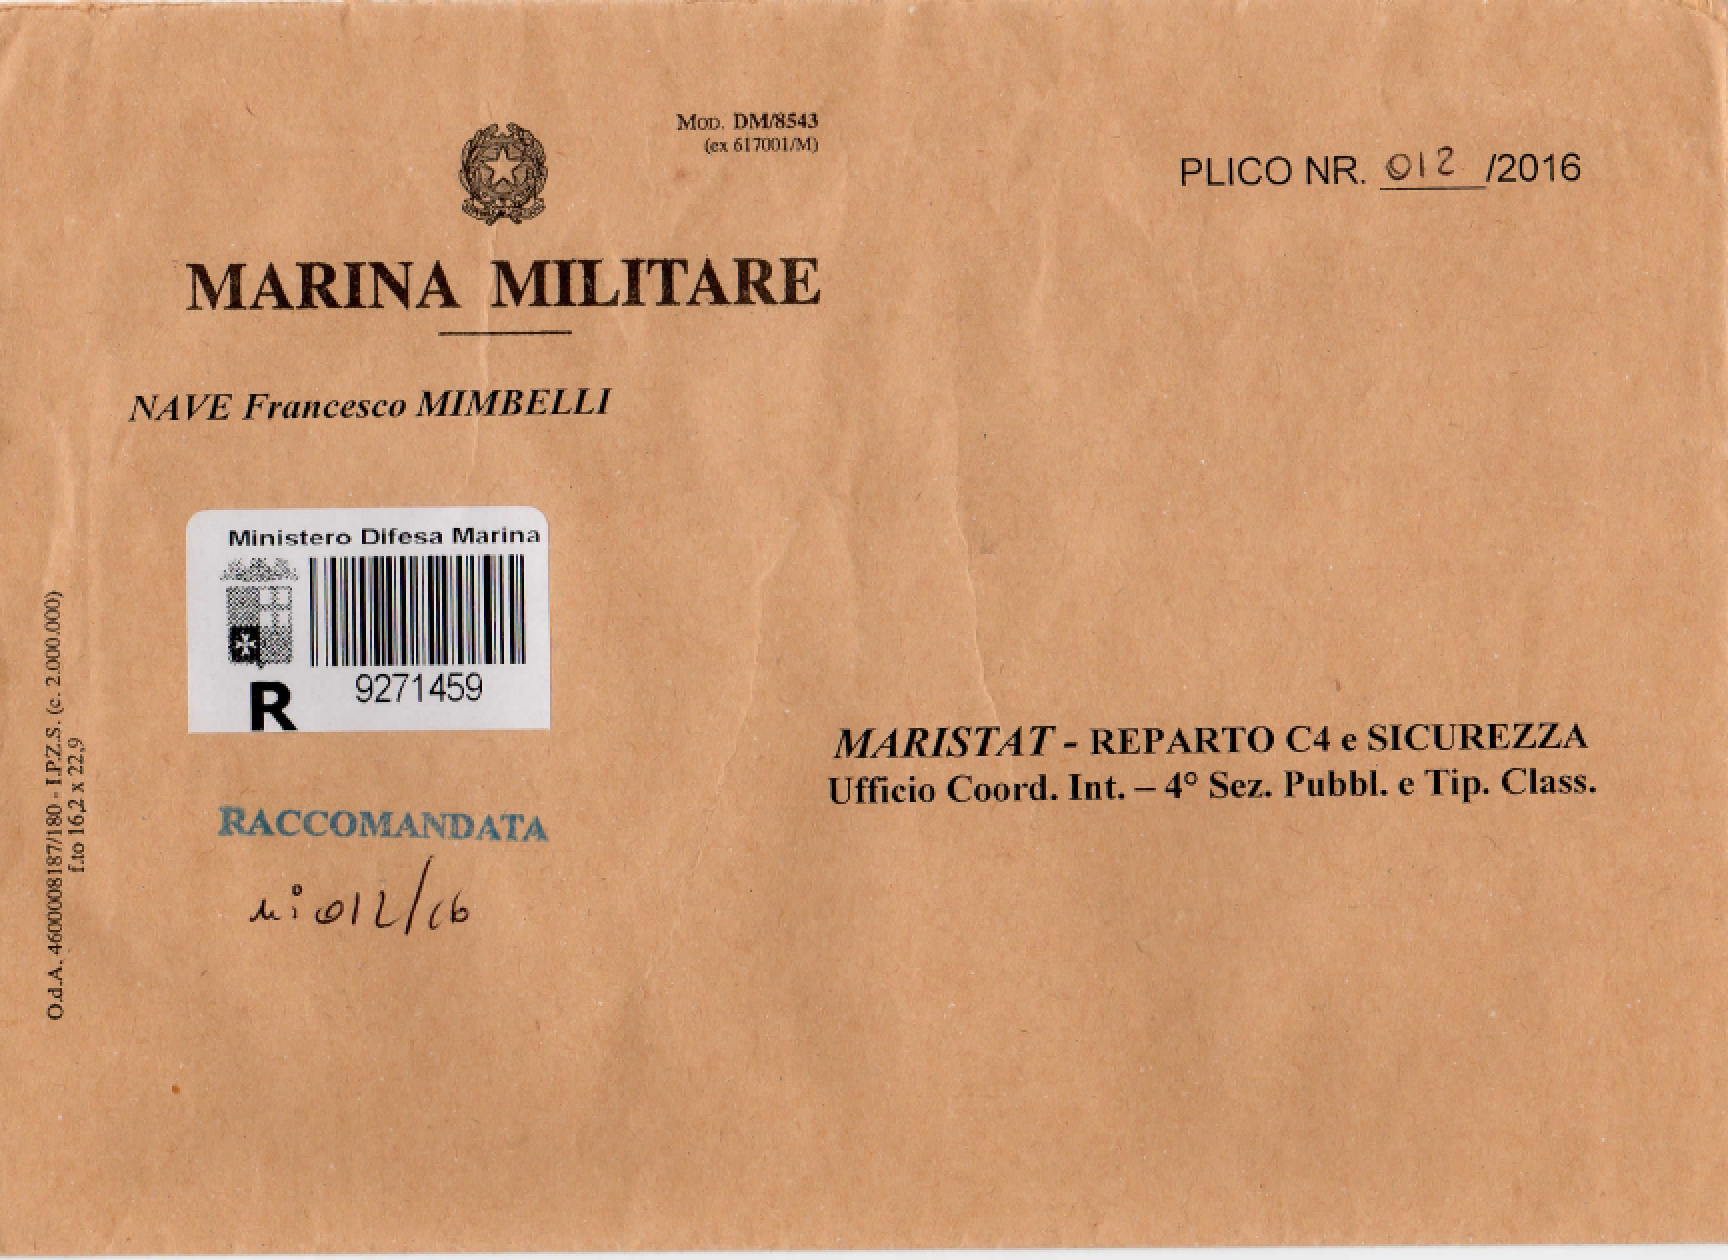 MOD. DM/8543
(ex 617001/M)
PLICO NR. 012 /2016
MARINA MILITARE
NAVE Francesco MIMBELLI
Ministero Difesa Marina
R
9271459
RACCOMANDATA
n° 012/16
MARISTAT - REPARTO C4 e SICUREZZA
Ufficio Coord. Int. – 4° Sez. Pubbl. e Tip. Class.
O.d.A. 4600008187/180 - I.P.Z.S. (c. 2.000.000)
f.to 16,2 x 22,9